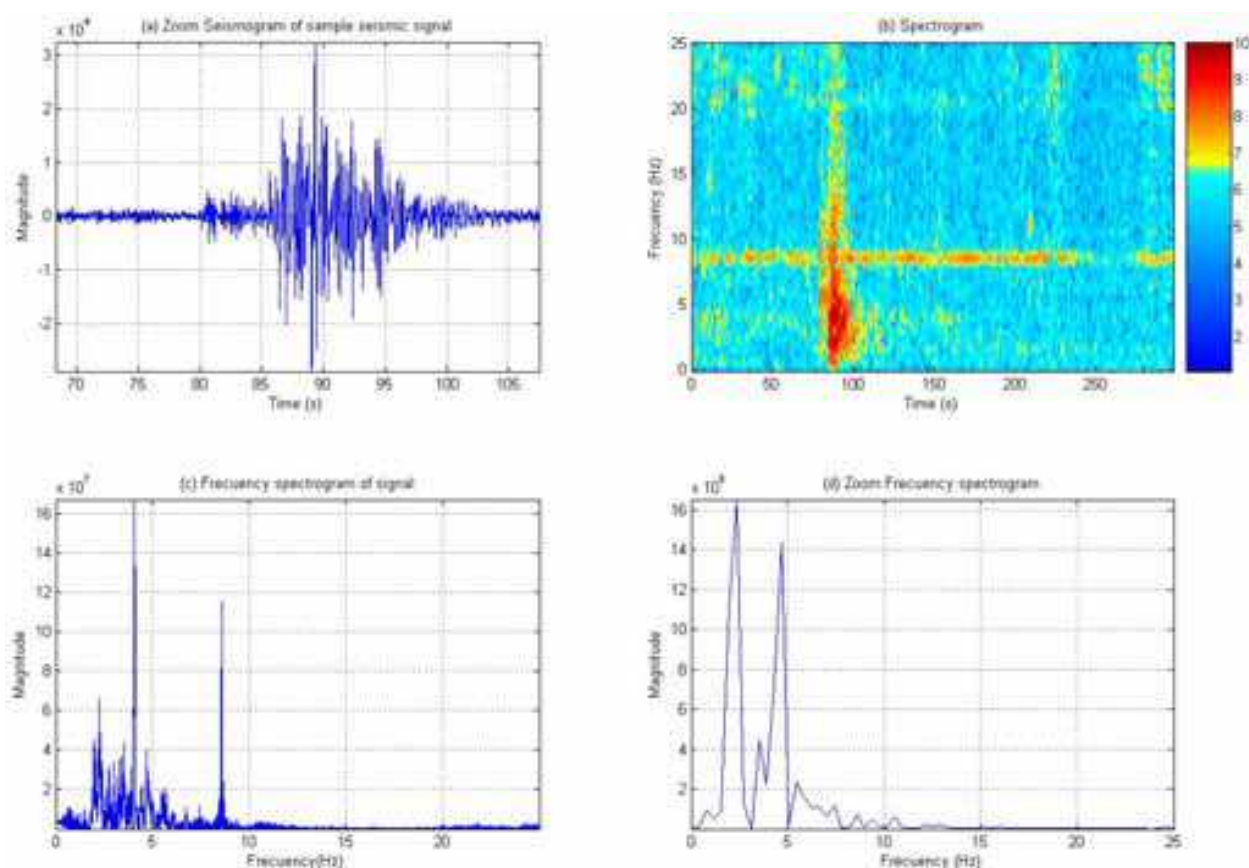 (a) Zoom Seismogram of sample seismic signal
x 10⁴
3
2
1
0
-1
-2
Magnitude
70 75 80 85 90 95 100 105
Time (s)
(b) Spectrogram
25
20
15
10
5
0
Frecuency (Hz)
0 50 100 150 200 250
Time (s)
10
9
8
7
6
5
4
3
2
(c) Frecuency spectrogram of signal
x 10⁷
16
14
12
10
8
6
4
2
Magnitude
0 5 10 15 20
Frecuency(Hz)
(d) Zoom Frecuency spectrogram
16
14
12
10
8
6
4
2
Magnitude
0 5 10 15 20 25
Frecuency (Hz)